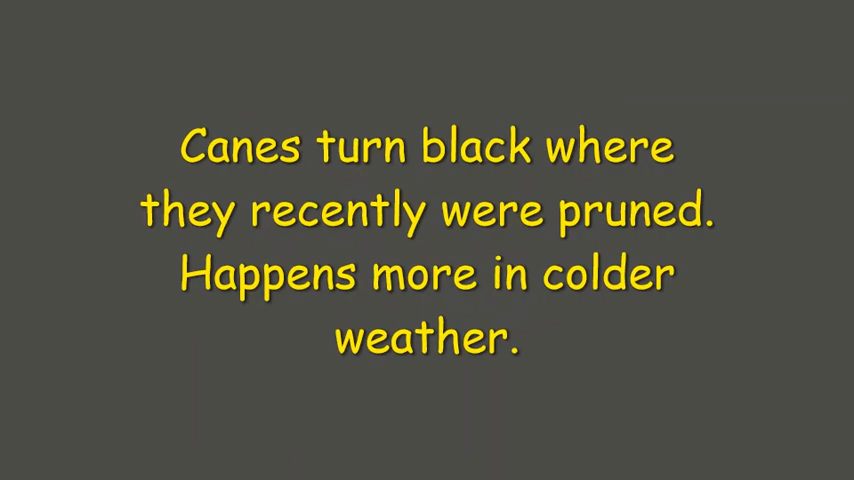 Canes turn black where
they recently were pruned.
Happens more in colder
weather.